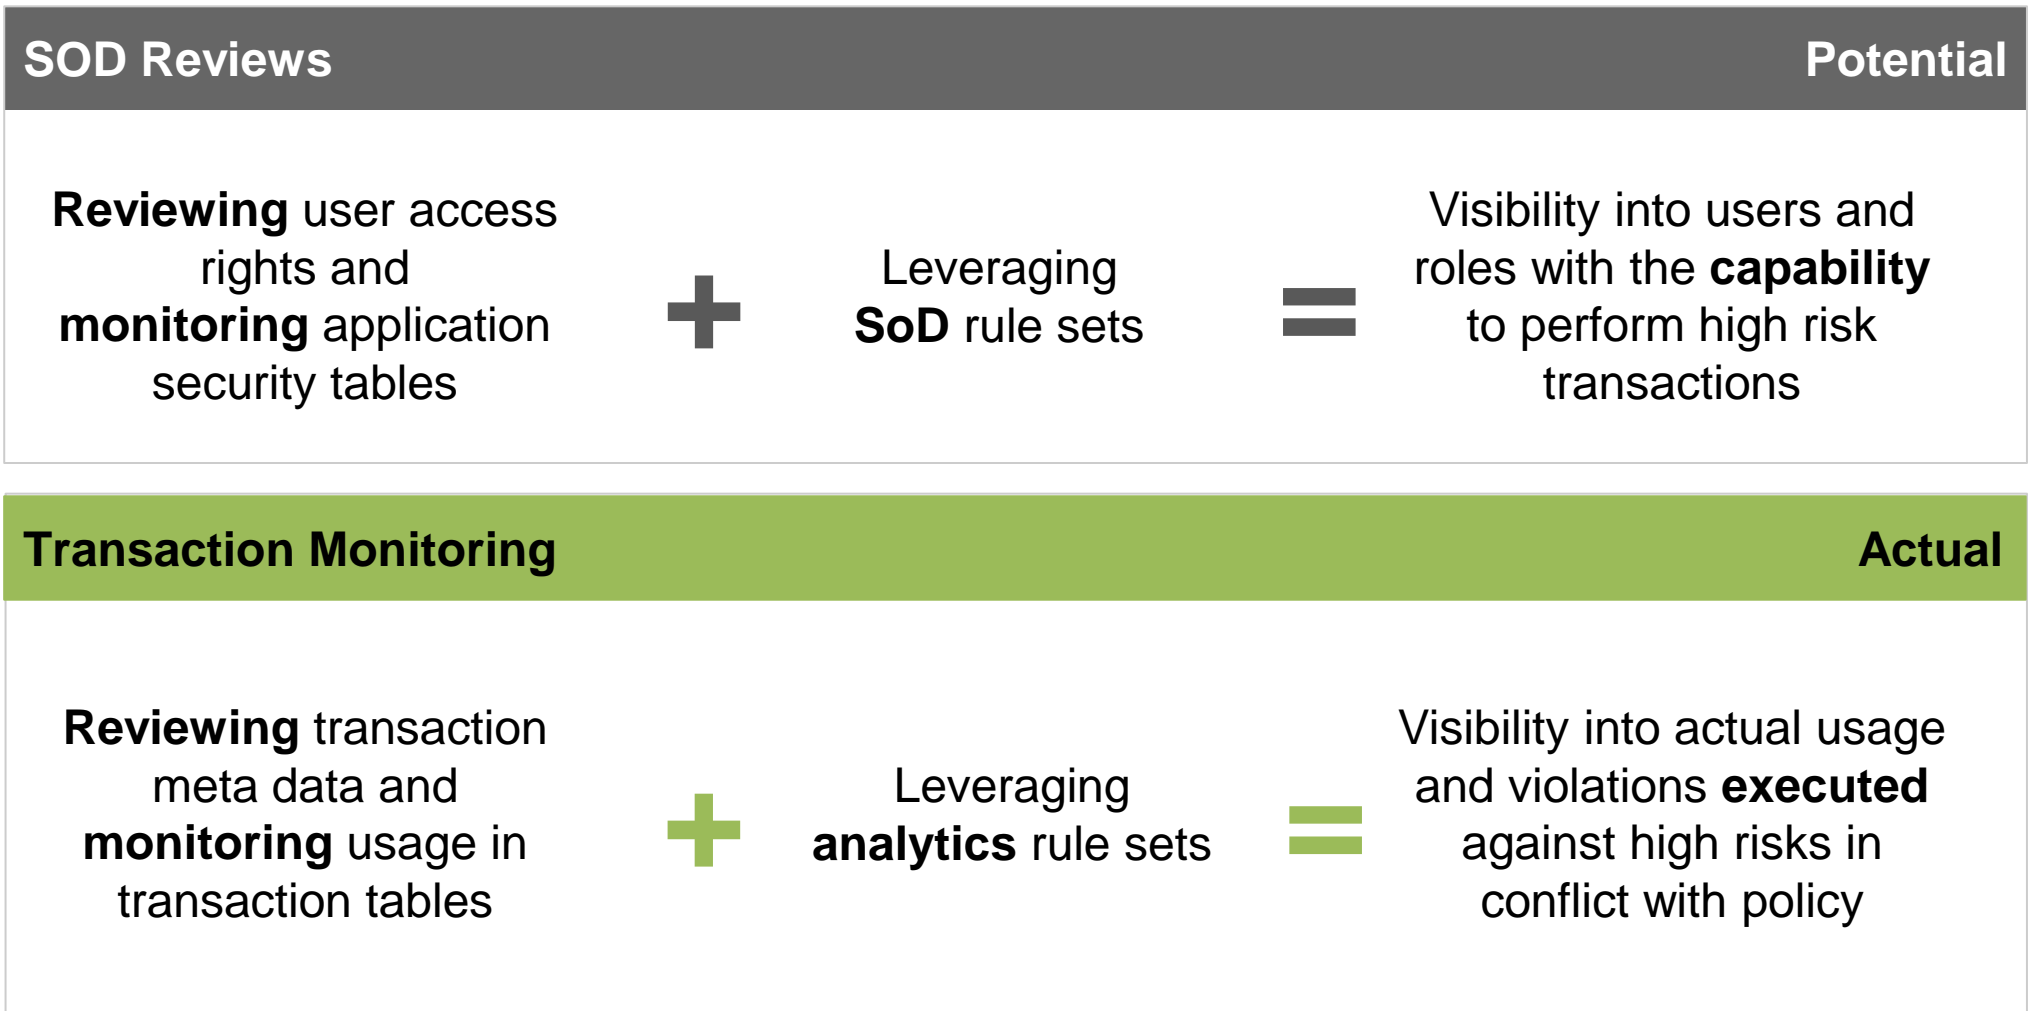 SOD Reviews Potential
Reviewing user access
rights and
monitoring application
security tables
+
Leveraging
SoD rule sets
=
Visibility into users and
roles with the capability
to perform high risk
transactions
Transaction Monitoring Actual
Reviewing transaction
meta data and
monitoring usage in
transaction tables
+
Leveraging
analytics rule sets
=
Visibility into actual usage
and violations executed
against high risks in
conflict with policy